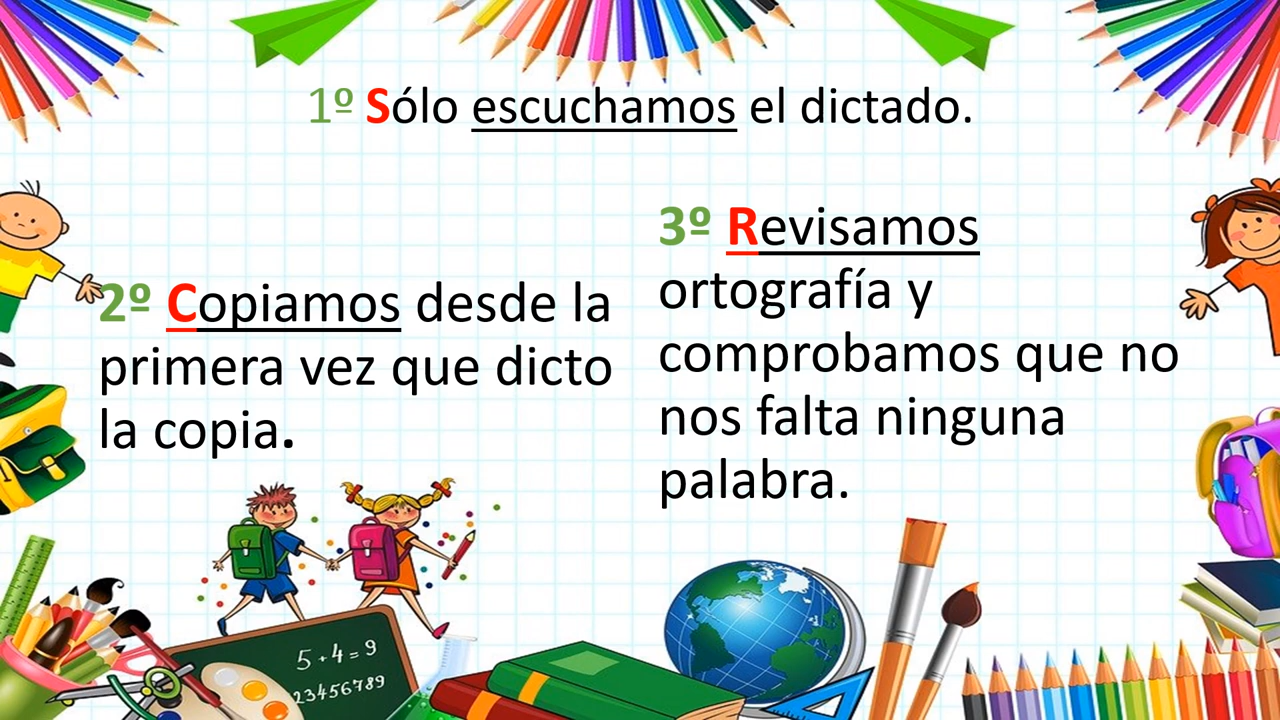 1º Sólo escuchamos el dictado.
2º Copiamos desde la
primera vez que dicto
la copia.
3º Revisamos
ortografía y
comprobamos que no
nos falta ninguna
palabra.
5+4=9
123456789